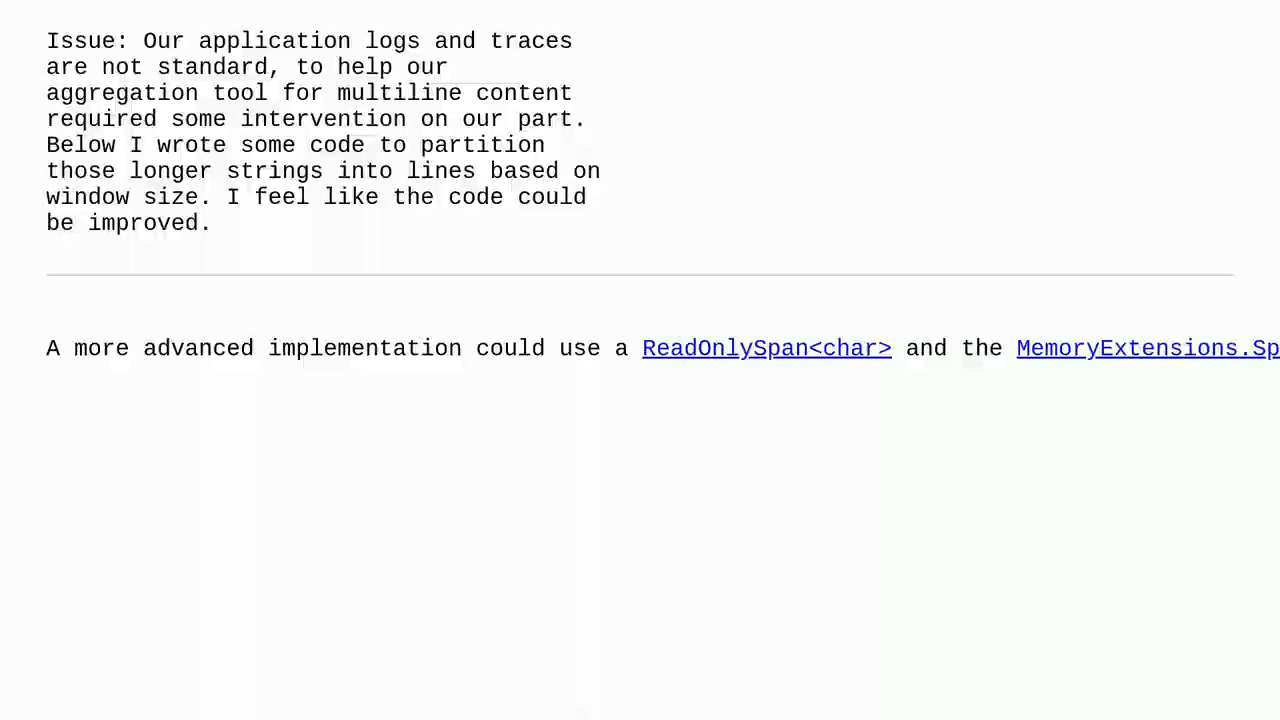 Issue: Our application logs and traces
are not standard, to help our
aggregation tool for multiline content
required some intervention on our part.
Below I wrote some code to partition
those longer strings into lines based on
window size. I feel like the code could
be improved.
A more advanced implementation could use a ReadOnlySpan<char> and the MemoryExtensions.Sp